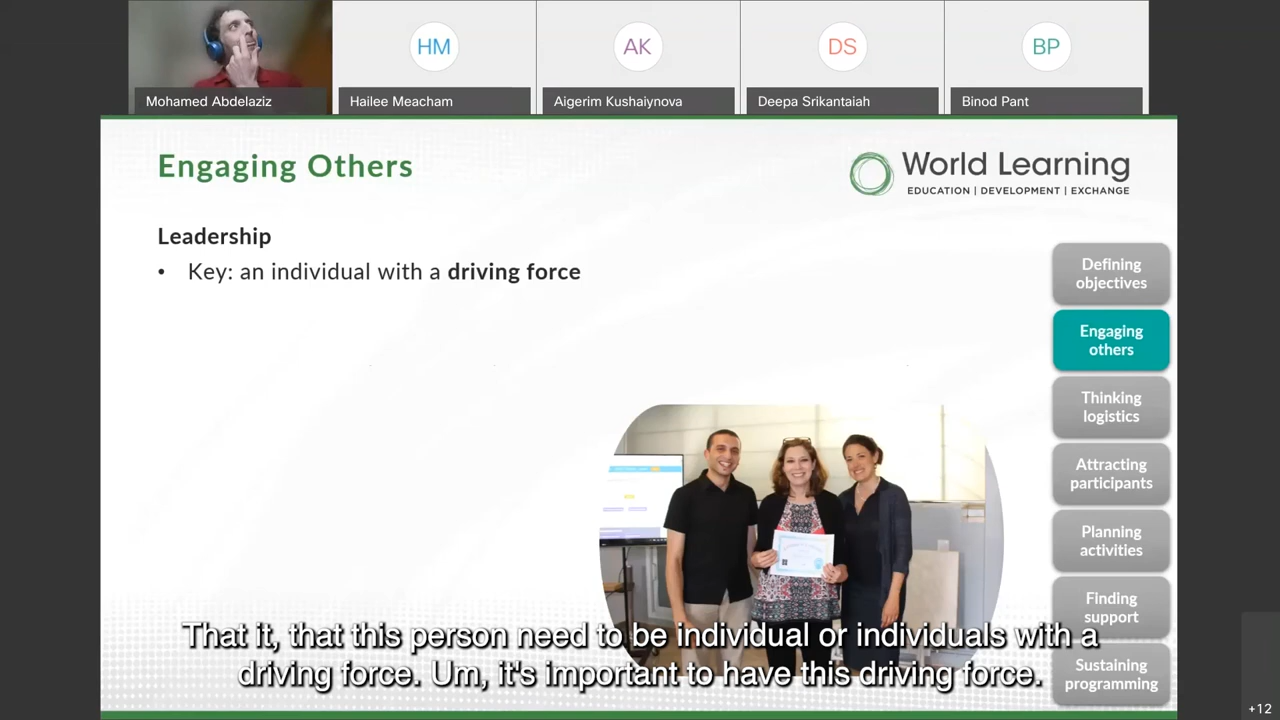 HM
AK
DS
BP
Mohamed Abdelaziz
Hailee Meacham
Aigerim Kushaiynova
Deepa Srikantaiah
Binod Pant
Engaging Others
World Learning
EDUCATION | DEVELOPMENT | EXCHANGE
Leadership
• Key: an individual with a driving force
Defining
objectives
Engaging
others
Thinking
logistics
Attracting
participants
Planning
activities
Finding
support
Sustaining
programming
That it, that this person need to be individual or individuals with a
driving force. Um, it's important to have this driving force.
+12